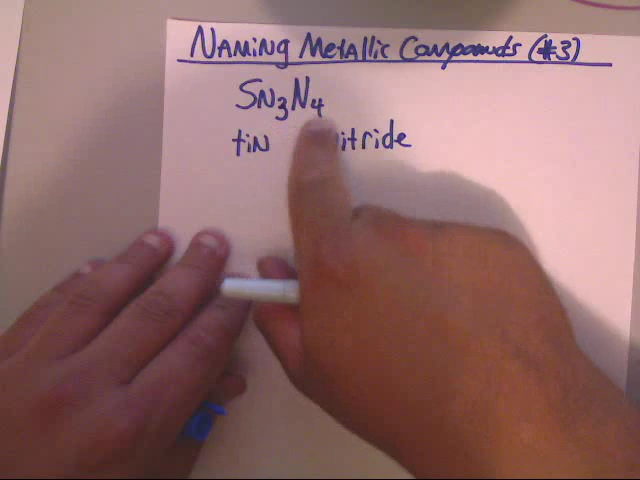 Naming Metallic Compounds (#3)
SN₃N₄
tin itride